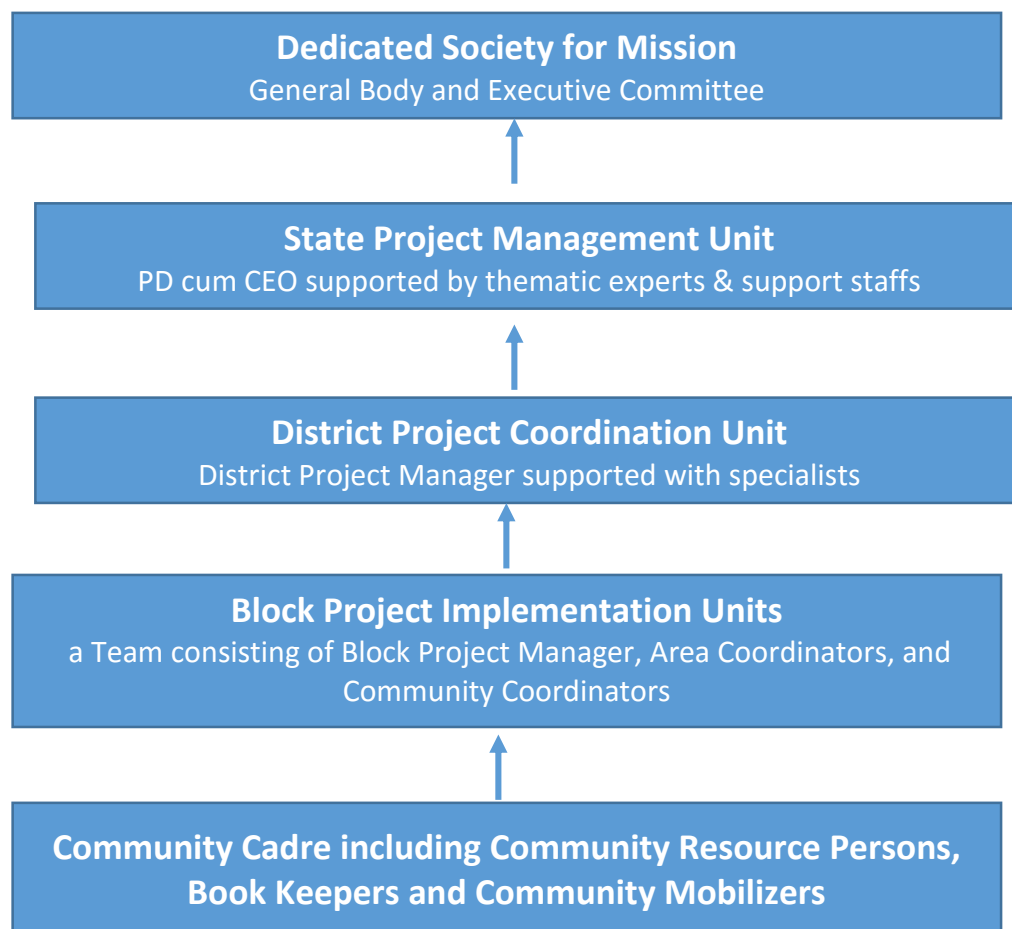 Dedicated Society for Mission
General Body and Executive Committee
State Project Management Unit
PD cum CEO supported by thematic experts & support staffs
District Project Coordination Unit
District Project Manager supported with specialists
Block Project Implementation Units
a Team consisting of Block Project Manager, Area Coordinators, and
Community Coordinators
Community Cadre including Community Resource Persons,
Book Keepers and Community Mobilizers